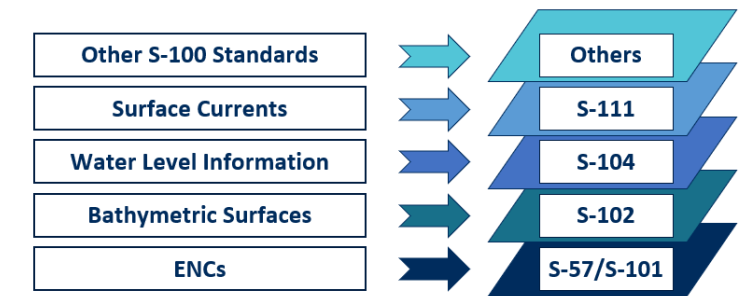 Other S-100 Standards
Others
Surface Currents
S-111
Water Level Information
S-104
Bathymetric Surfaces
S-102
ENCs
S-57/S-101